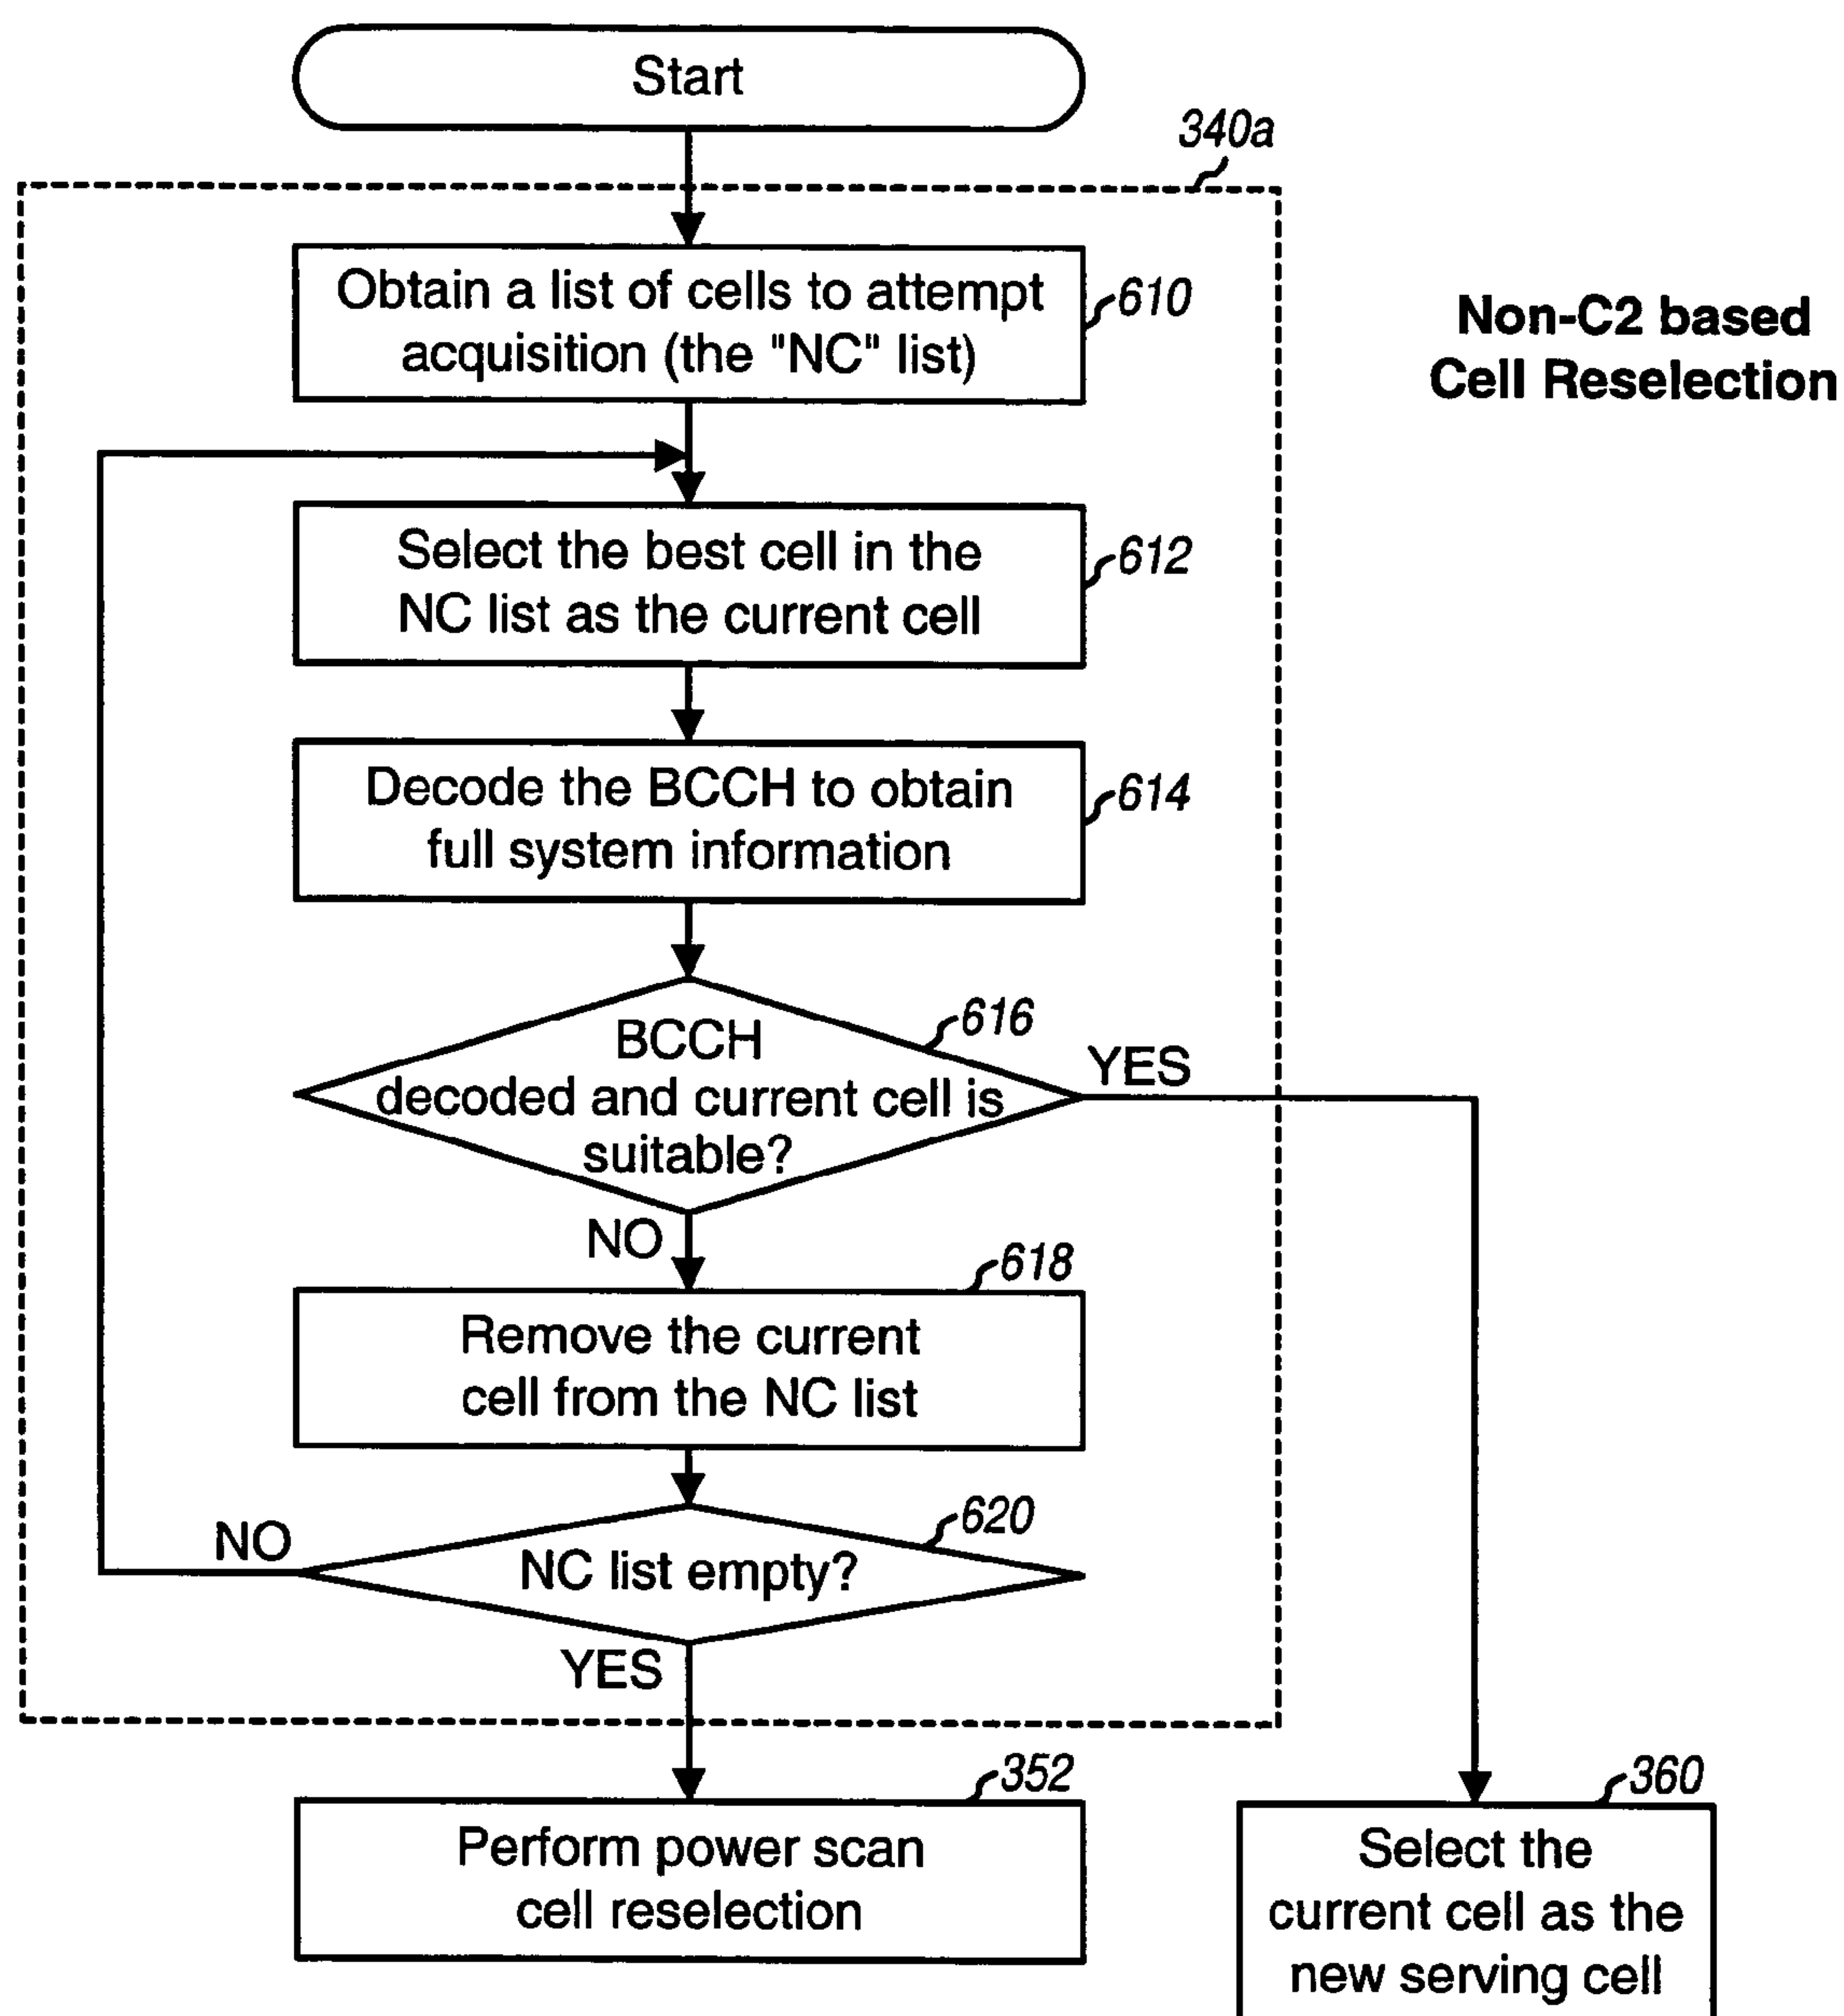 Start
340a
Obtain a list of cells to attempt
acquisition (the "NC" list)
610
Non-C2 based
Cell Reselection
Select the best cell in the
NC list as the current cell
612
Decode the BCCH to obtain
full system information
614
BCCH
decoded and current cell is
suitable?
616
YES
NO
618
Remove the current
cell from the NC list
620
NC list empty?
NO
YES
352
Perform power scan
cell reselection
360
Select the
current cell as the
new serving cell